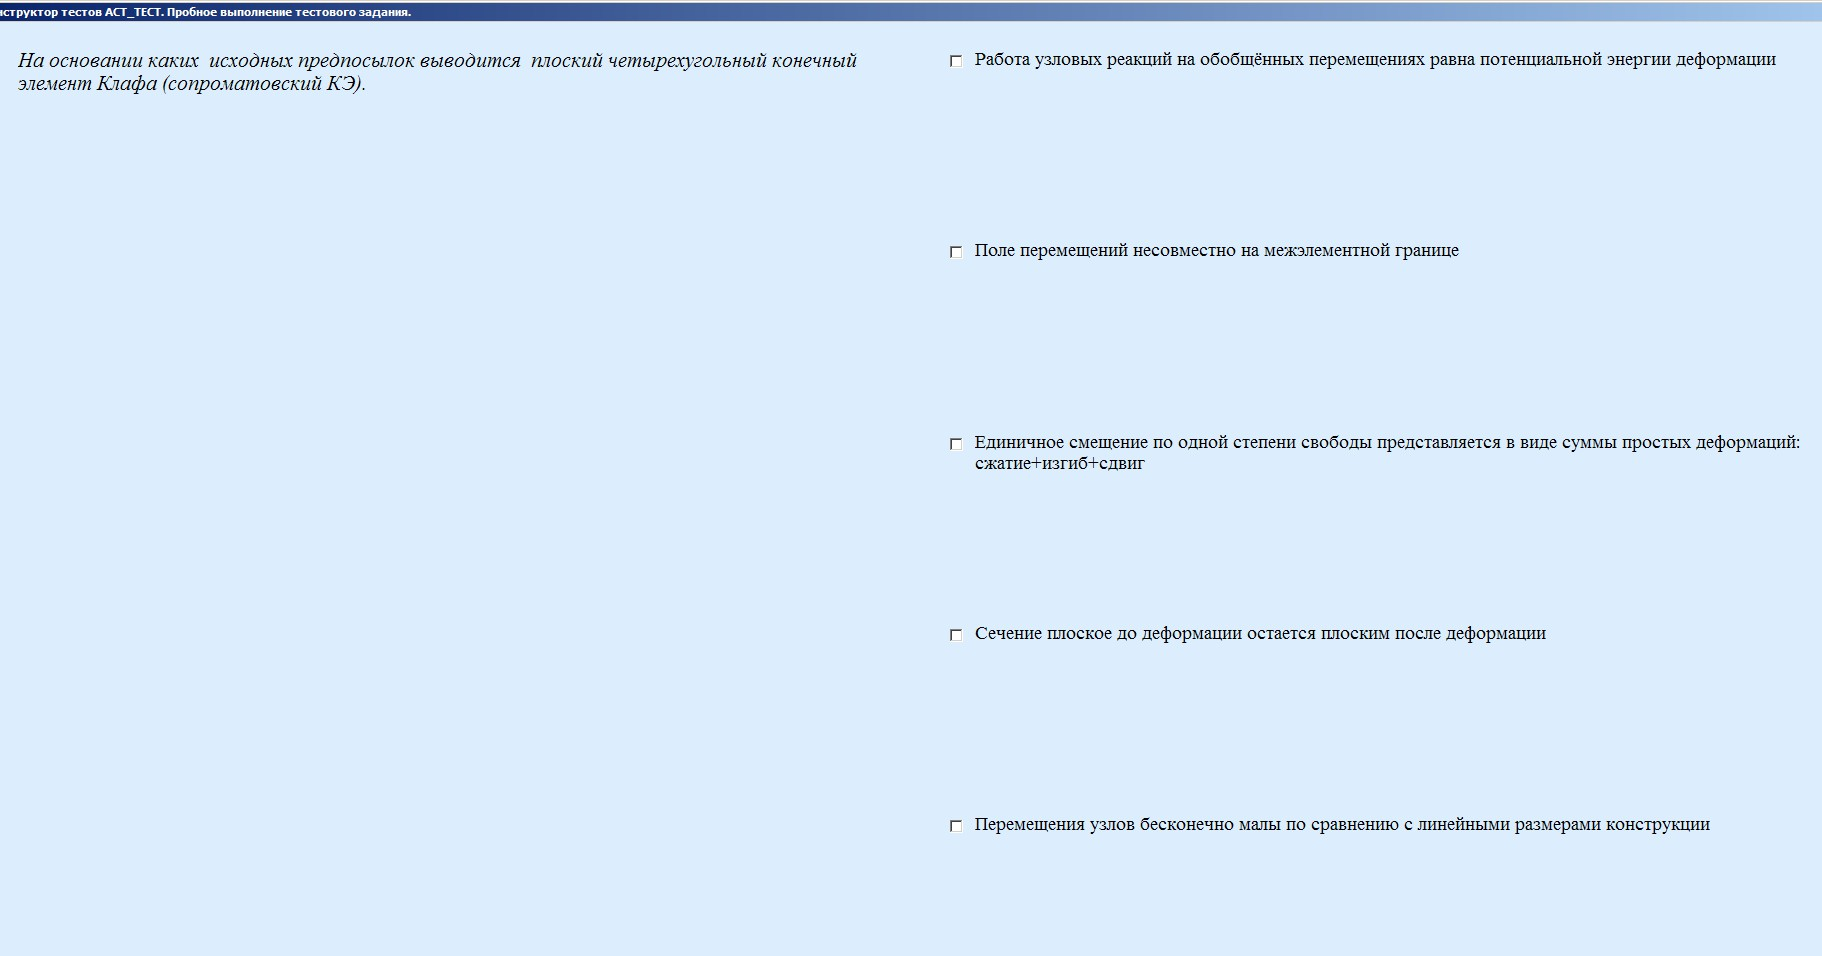 нструктор тестов АСТ_ТЕСТ. Пробное выполнение тестового задания.
На основании каких исходных предпосылок выводится плоский четырехугольный конечный
элемент Клафа (сопроматовский КЭ).
Работа узловых реакций на обобщённых перемещениях равна потенциальной энергии деформации
Поле перемещений несовместно на межэлементной границе
Единичное смещение по одной степени свободы представляется в виде суммы простых деформаций:
сжатие+изгиб+сдвиг
Сечение плоское до деформации остается плоским после деформации
Перемещения узлов бесконечно малы по сравнению с линейными размерами конструкции